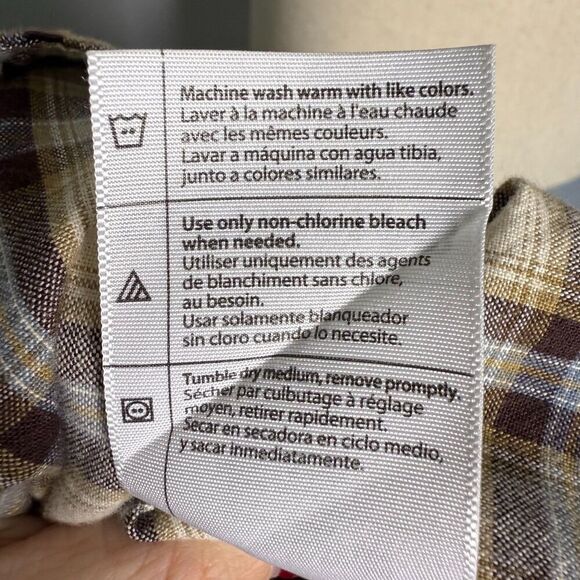 Machine wash warm with like colors.
Laver à la machine à l'eau chaude
avec les mêmes couleurs.
Lavar a máquina con agua tibia,
junto a colores similares.
Use only non-chlorine bleach
when needed.
Utiliser uniquement des agents
de blanchiment sans chlore,
au besoin.
Usar solamente blanqueador
sin cloro cuando lo necesite.
Tumble dry medium, remove promptly.
Sécher par culbutage à réglage
moyen, retirer rapidement.
Secar en secadora en ciclo medio,
y sacar inmediatamente.